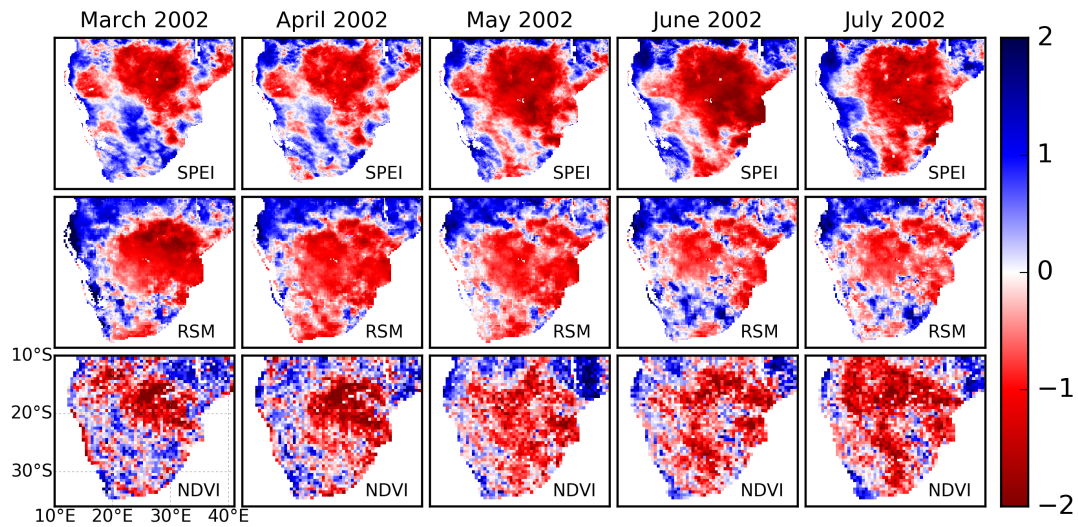 March 2002 April 2002 May 2002 June 2002 July 2002
2
SPEI SPEI SPEI SPEI SPEI
1
0
RSM RSM RSM RSM RSM
10°S
−1
20°S
30°S
NDVI NDVI NDVI NDVI NDVI
−2
10°E 20°E 30°E 40°E